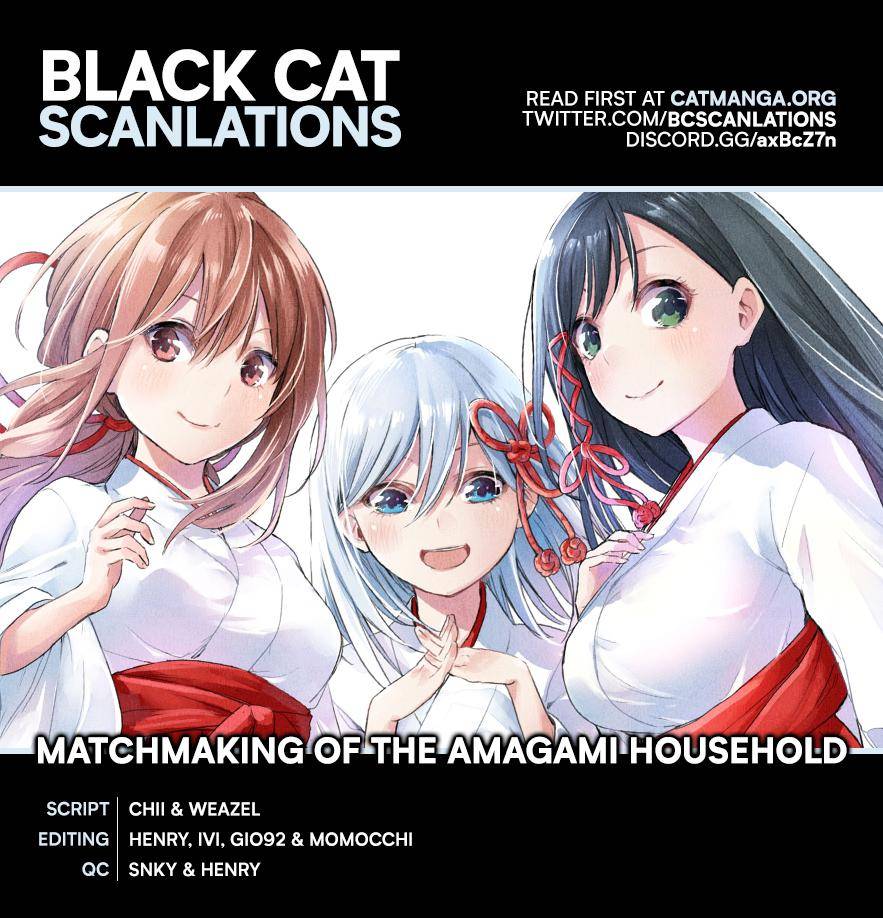 BLACK CAT
SCANLATIONS
READ FIRST AT CATMANGA.ORG
TWITTER.COM/BCSCANLATIONS
DISCORD.GG/axBcZ7n
MATCHMAKING OF THE AMAGAMI HOUSEHOLD
SCRIPT CHII & WEAZEL
EDITING HENRY, IVI, GIO92 & MOMOCCHI
QC SNKY & HENRY